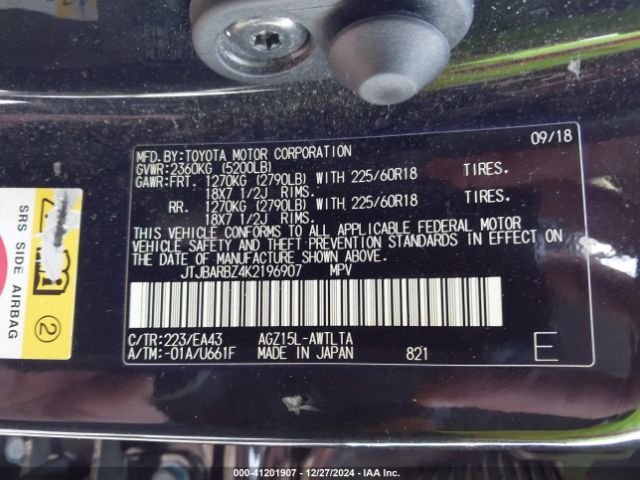 09/18
MFD. BY: TOYOTA MOTOR CORPORATION
GVWR: 2360KG (5200LB)
GAWR: FRT. 1270KG (2790LB) WITH 225/60R18 TIRES.
18X7 1/2J RIMS.
RR. 1270KG (2790LB) WITH 225/60R18 TIRES.
18X7 1/2J RIMS.
THIS VEHICLE CONFORMS TO ALL APPLICABLE FEDERAL MOTOR
VEHICLE SAFETY AND THEFT PREVENTION STANDARDS IN EFFECT ON
THE DATE OF MANUFACTURE SHOWN ABOVE.
JTJBARBZ4K2196907 MPV
C/TR: 223/EA43 AGZ15L-AWTLTA
A/TM: -01A/U661F MADE IN JAPAN 821 E
SRS SIDE AIRBAG
2
000-41201907 - 12/27/2024 - IAA Inc.